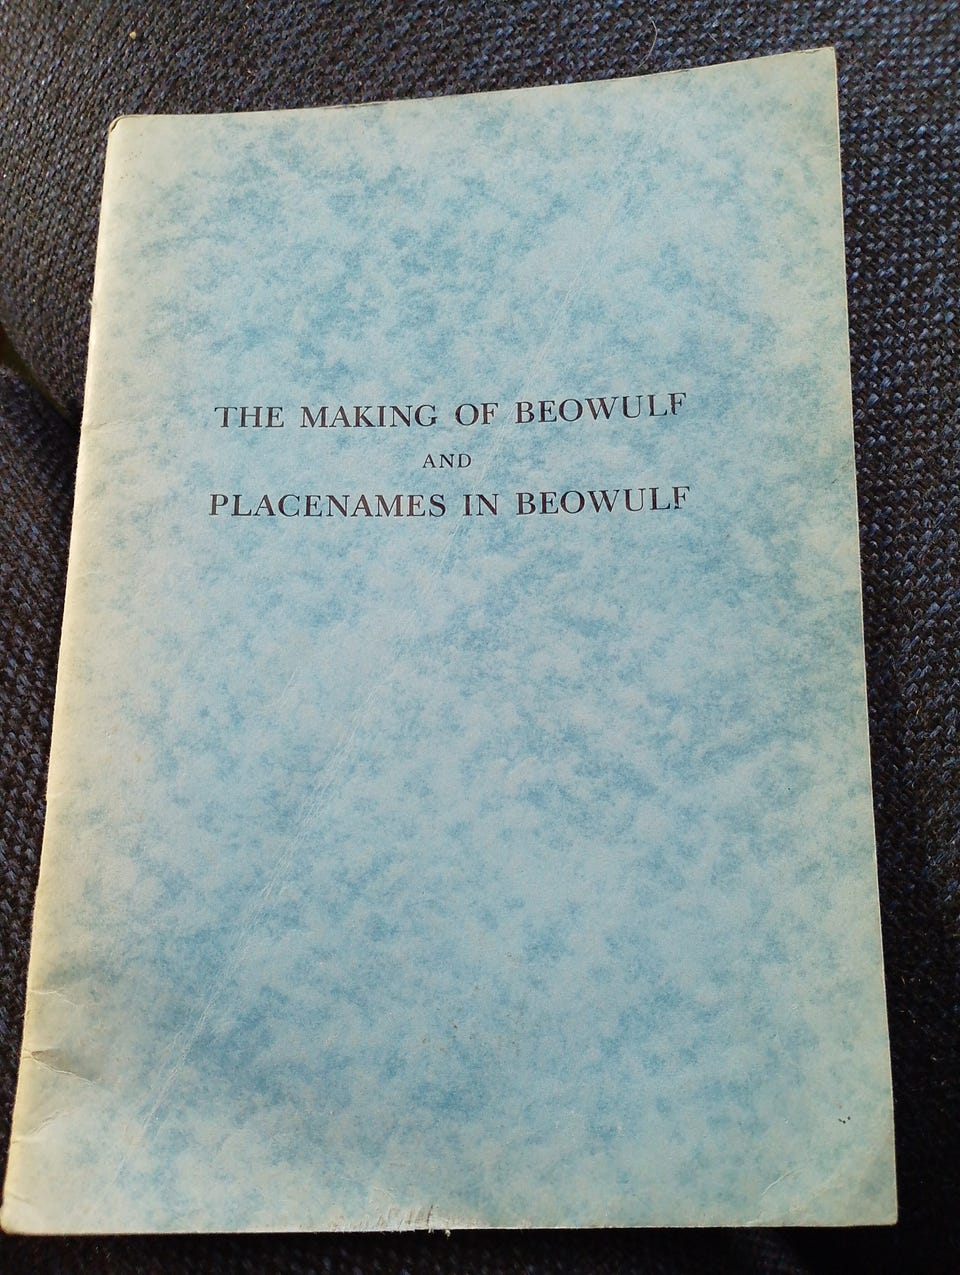 THE MAKING OF BEOWULF
AND
PLACENAMES IN BEOWULF